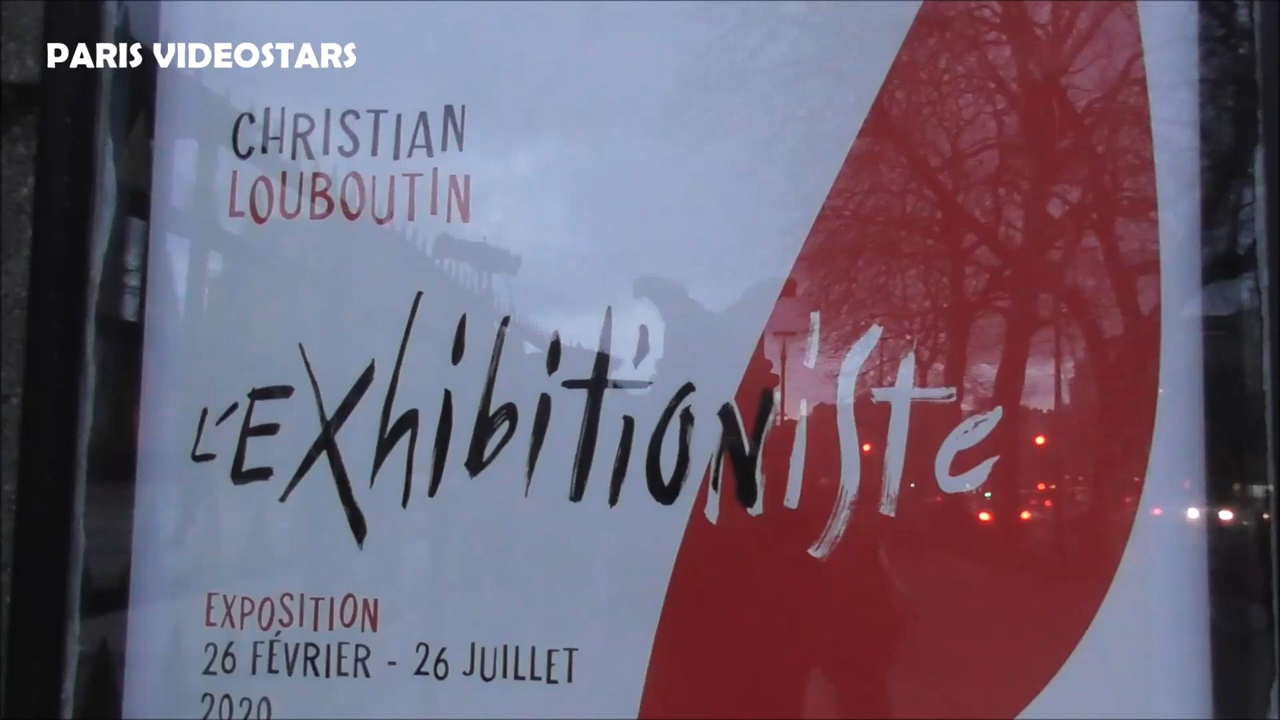 PARIS VIDEOSTARS
CHRISTIAN
LOUBOUTIN
L'EXhibitioNiste
EXPOSITION
26 FÉVRIER - 26 JUILLET
2020